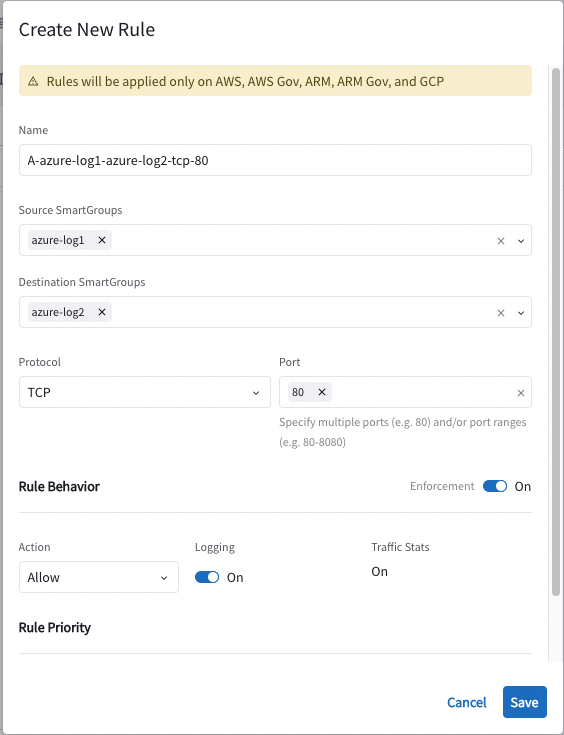 Create New Rule
Rules will be applied only on AWS, AWS Gov, ARM, ARM Gov, and GCP
Name
A-azure-log1-azure-log2-tcp-80
Source SmartGroups
azure-log1
Destination SmartGroups
azure-log2
Protocol
Port
TCP
80
Specify multiple ports (e.g. 80) and/or port ranges
(e.g. 80-8080)
Rule Behavior
Enforcement On
Action
Logging
Traffic Stats
Allow
On
On
Rule Priority
Cancel
Save